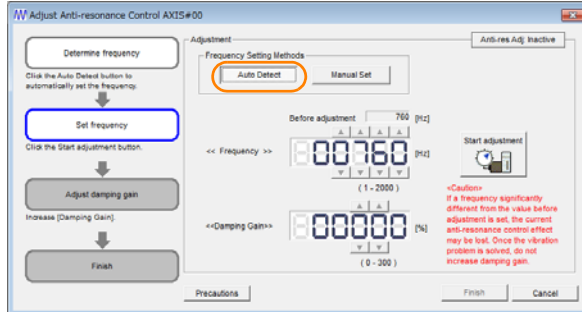 Adjust Anti-resonance Control AXIS#00
Determine frequency
Click the Auto Detect button to
automatically set the frequency.
Set frequency
Click the Start adjustment button.
Adjust damping gain
Increase [Damping Gain].
Finish
Adjustment
Anti-res Adj: Inactive
Frequency Setting Methods
Auto Detect
Manual Set
Before adjustment 760 [Hz]
<< Frequency >> 00760 [Hz]
(1 - 2000)
<<Damping Gain>> 00000 [%]
(0 - 300)
Start adjustment
<Caution>
If a frequency significantly
different from the value before
adjustment is set, the current
anti-resonance control effect
may be lost. Once the vibration
problem is solved, do not
increase damping gain.
Precautions
Finish
Cancel